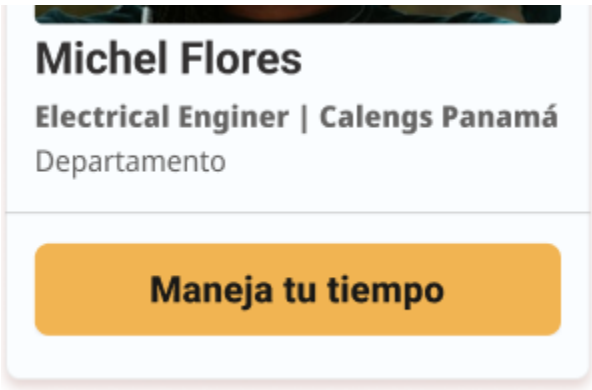 Michel Flores
Electrical Enginer | Calengs Panamá
Departamento
Maneja tu tiempo